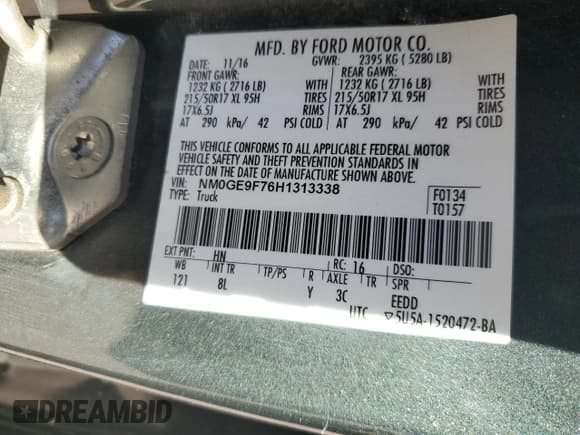 MFD. BY FORD MOTOR CO.
DATE: 11/16 GVWR: 2395 KG ( 5280 LB)
FRONT GAWR: REAR GAWR:
1232 KG ( 2716 LB) WITH 1232 KG ( 2716 LB) WITH
215/50R17 XL 95H TIRES 215/50R17 XL 95H TIRES
17X6.5J RIMS 17X6.5J RIMS
AT 290 kPa/ 42 PSI COLD AT 290 kPa/ 42 PSI COLD
THIS VEHICLE CONFORMS TO ALL APPLICABLE FEDERAL MOTOR
VEHICLE SAFETY AND THEFT PREVENTION STANDARDS IN
EFFECT ON THE DATE OF MANUFACTURE SHOWN ABOVE.
VIN: NM0GE9F76H1313338 F0134
TYPE: Truck T0157
EXT PNT: HN RC: 16 DSO:
WB INT TR TP/PS R AXLE TR SPR
121 8L Y 3C EEDD
UTC ▽5U5A-1520472-BA
DREAMBID